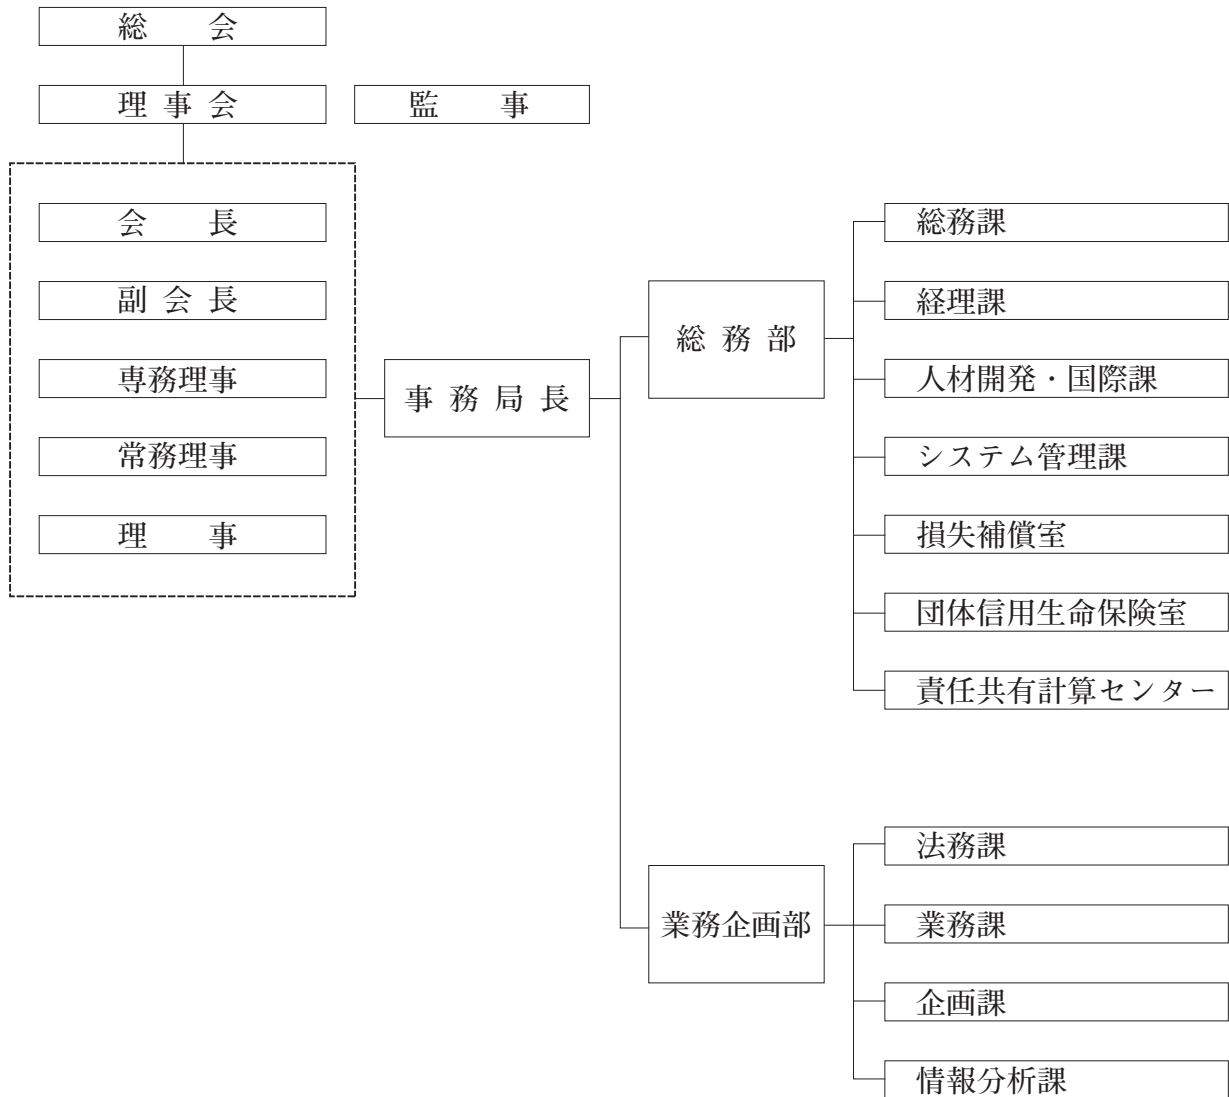 総　　会
理 事 会
監　　事
会　　長
副 会 長
専務理事
常務理事
理　　事
事 務 局 長
総 務 部
総務課
経理課
人材開発・国際課
システム管理課
損失補償室
団体信用生命保険室
責任共有計算センター
業務企画部
法務課
業務課
企画課
情報分析課